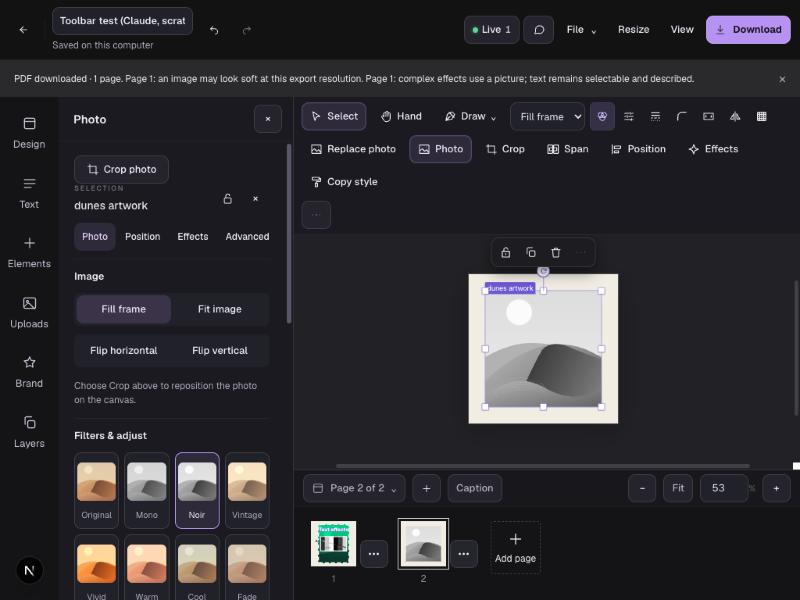 Toolbar test (Claude, scrat
Saved on this computer
Live 1
File
Resize
View
Download
PDF downloaded · 1 page. Page 1: an image may look soft at this export resolution. Page 1: complex effects use a picture; text remains selectable and described.
Design
Text
Elements
Uploads
Brand
Layers
N
Photo
Crop photo
SELECTION
dunes artwork
Photo
Position
Effects
Advanced
Image
Fill frame
Fit image
Flip horizontal
Flip vertical
Choose Crop above to reposition the photo
on the canvas.
Filters & adjust
Original
Mono
Noir
Vintage
Vivid
Warm
Cool
Fade
Select
Hand
Draw
Fill frame
Replace photo
Photo
Crop
Span
Position
Effects
Copy style
dunes artwork
Page 2 of 2
+
Caption
−
Fit
53
%
+
Text effects
1
2
Add page